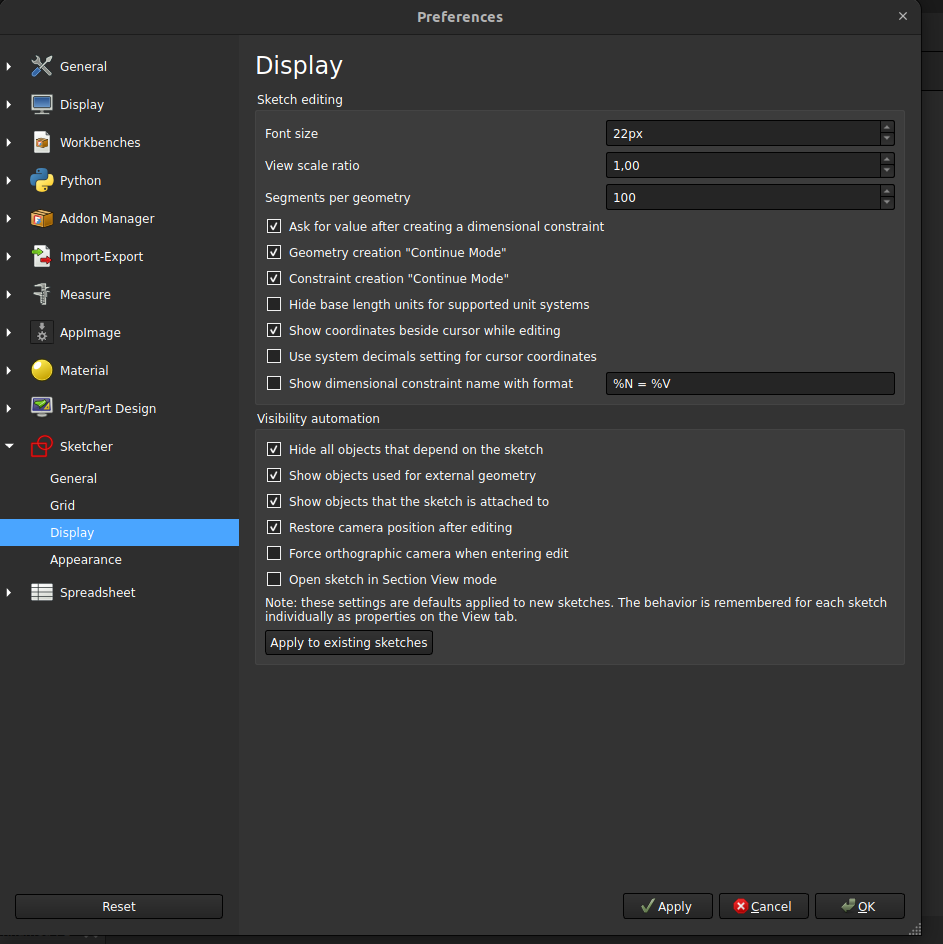 Preferences
General
Display
Workbenches
Python
Addon Manager
Import-Export
Measure
AppImage
Material
Part/Part Design
Sketcher
General
Grid
Display
Appearance
Spreadsheet
Reset
Display
Sketch editing
Font size 22px
View scale ratio 1,00
Segments per geometry 100
Ask for value after creating a dimensional constraint
Geometry creation "Continue Mode"
Constraint creation "Continue Mode"
Hide base length units for supported unit systems
Show coordinates beside cursor while editing
Use system decimals setting for cursor coordinates
Show dimensional constraint name with format %N = %V
Visibility automation
Hide all objects that depend on the sketch
Show objects used for external geometry
Show objects that the sketch is attached to
Restore camera position after editing
Force orthographic camera when entering edit
Open sketch in Section View mode
Note: these settings are defaults applied to new sketches. The behavior is remembered for each sketch
individually as properties on the View tab.
Apply to existing sketches
Apply Cancel OK